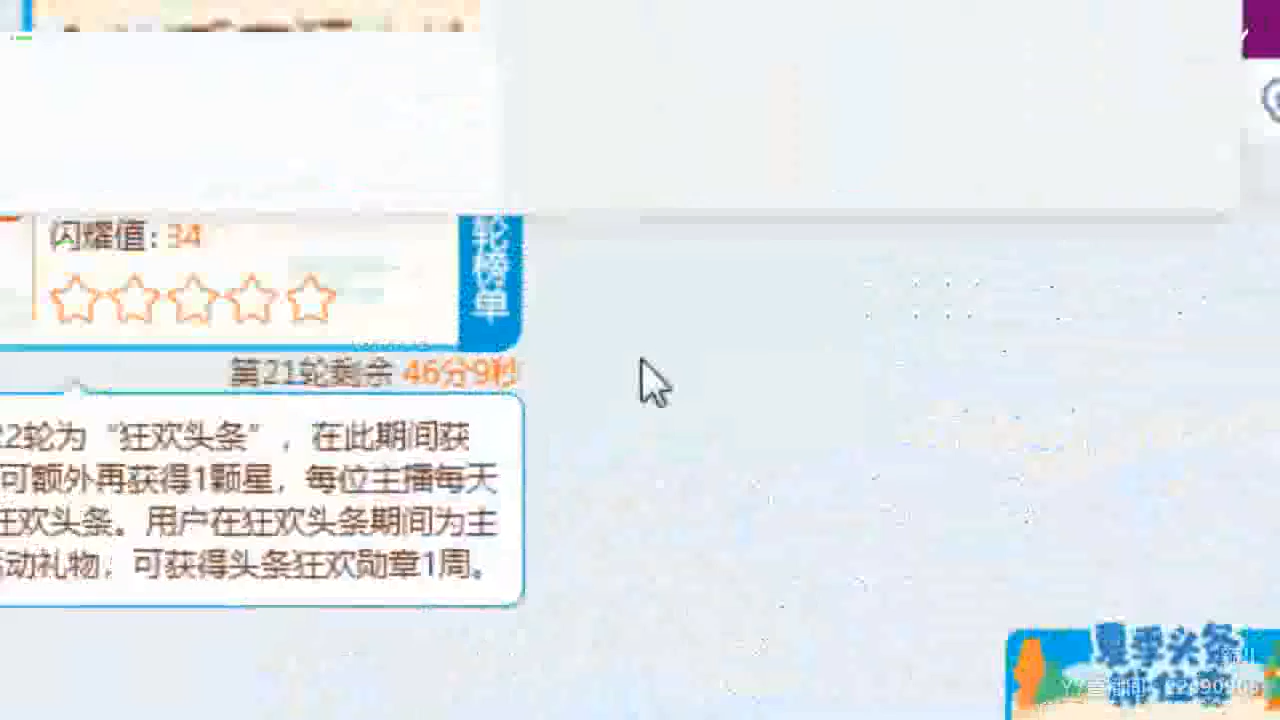 闪耀值: 34
轮榜单
第21轮剩余 46分9秒
22轮为“狂欢头条”，在此期间获
可额外再获得1颗星，每位主播每天
狂欢头条。用户在狂欢头条期间为主
活动礼物，可获得头条狂欢勋章1周。
夏季头条